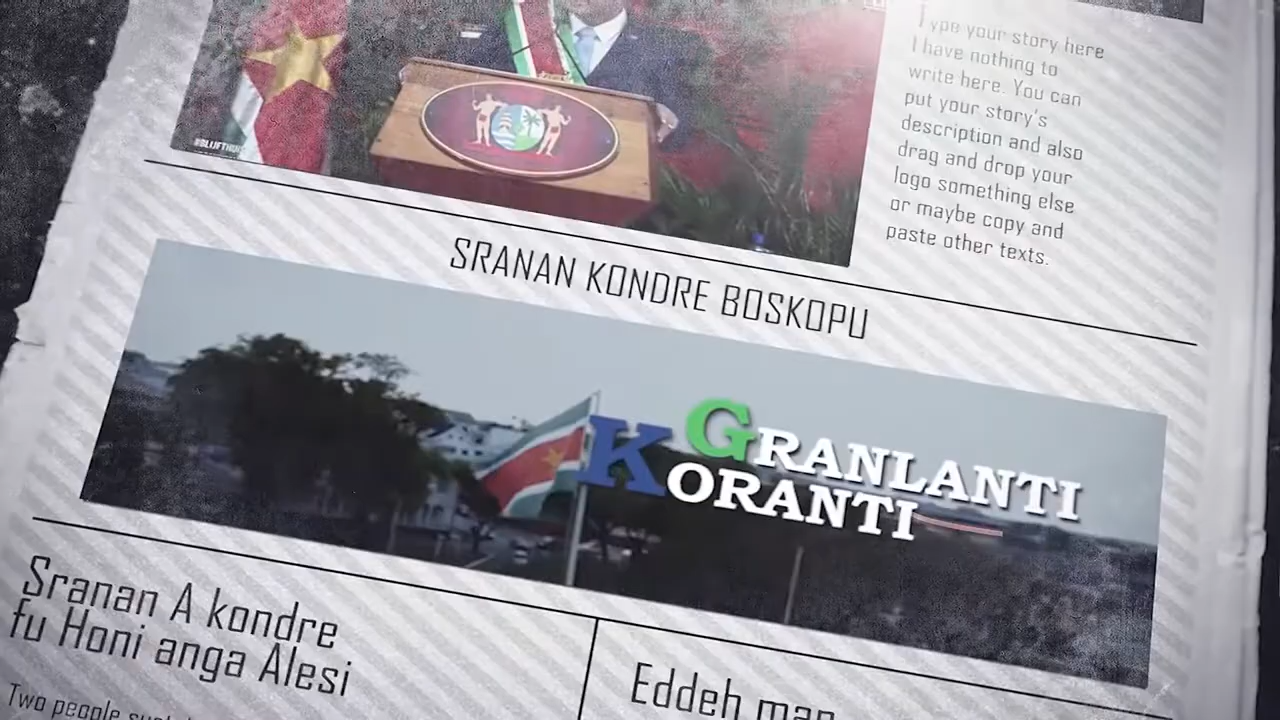 Type your story here
I have nothing to
write here. You can
put your story's
description and also
drag and drop your
logo something else
or maybe copy and
paste other texts.
SRANAN KONDRE BOSKOPU
GRANLANTI
KORANTI
Sranan A kondre
fu Honi anga Alesi
Eddeh man
Two people